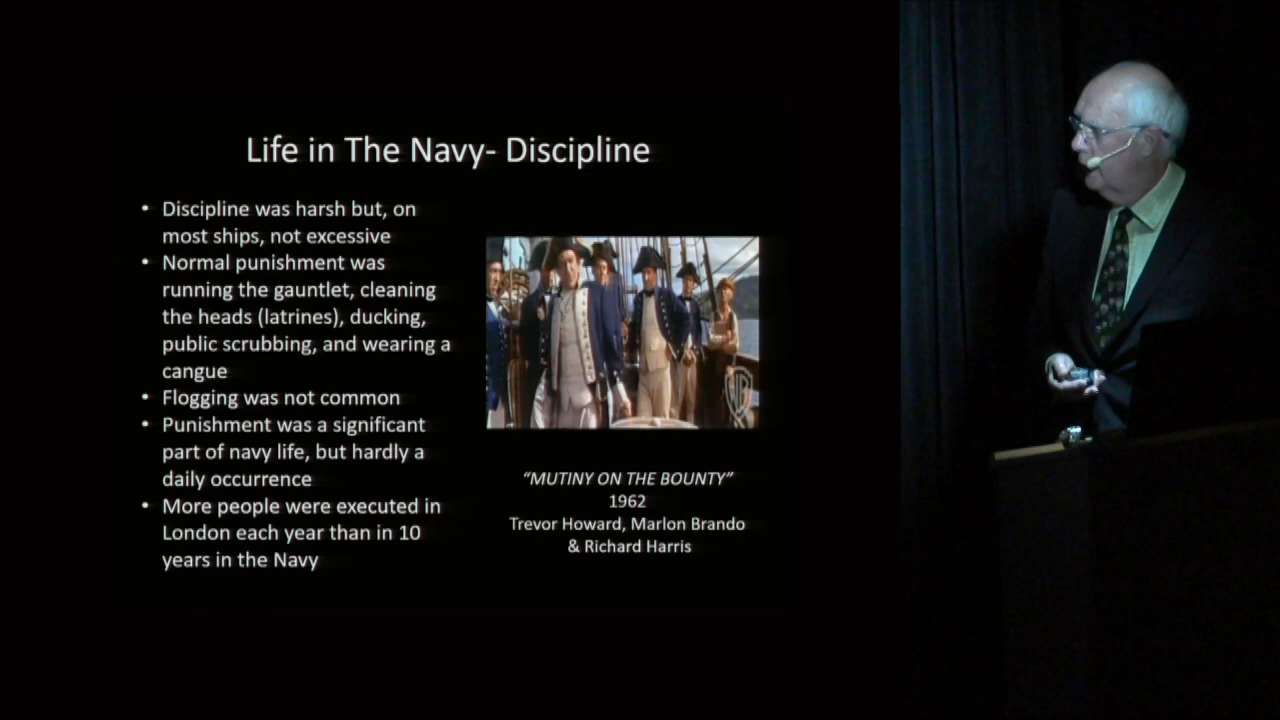 Life in The Navy- Discipline
• Discipline was harsh but, on
most ships, not excessive
• Normal punishment was
running the gauntlet, cleaning
the heads (latrines), ducking,
public scrubbing, and wearing a
cangue
• Flogging was not common
• Punishment was a significant
part of navy life, but hardly a
daily occurrence
• More people were executed in
London each year than in 10
years in the Navy
WB
“MUTINY ON THE BOUNTY”
1962
Trevor Howard, Marlon Brando
& Richard Harris